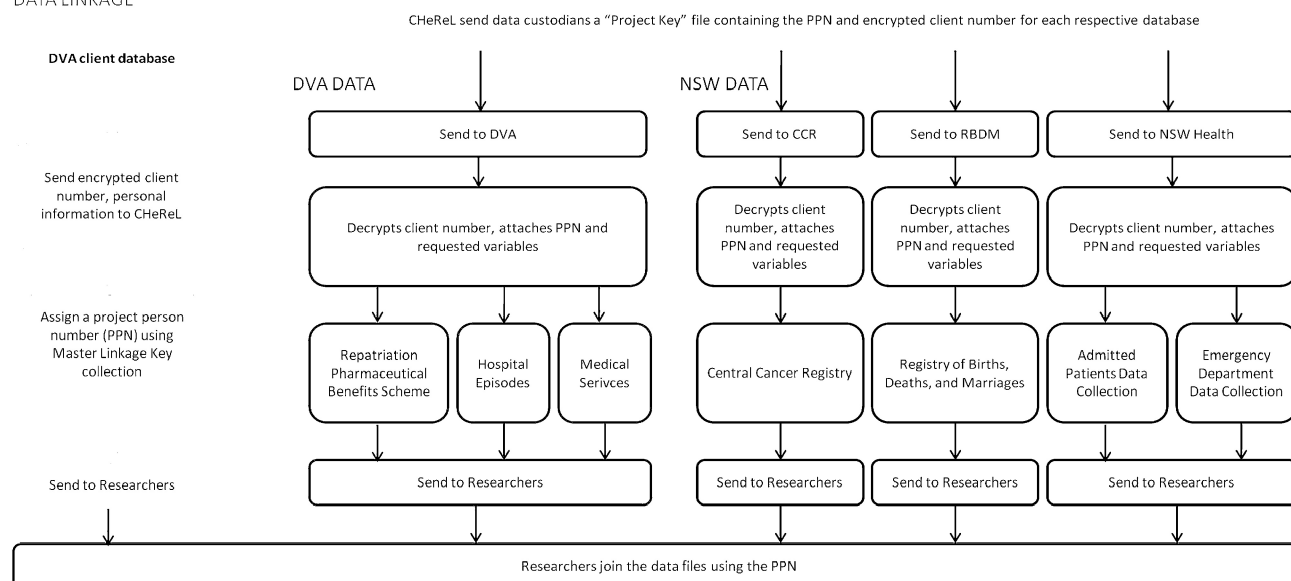 DATA LINKAGE
CHeReL send data custodians a “Project Key” file containing the PPN and encrypted client number for each respective database
DVA client database
DVA DATA
NSW DATA
Send to DVA
Send to CCR
Send to RBDM
Send to NSW Health
Send encrypted client
number, personal
information to CHeReL
Decrypts client number, attaches PPN and
requested variables
Decrypts client
number, attaches
PPN and requested
variables
Decrypts client
number, attaches
PPN and requested
variables
Decrypts client number, attaches
PPN and requested variables
Assign a project person
number (PPN) using
Master Linkage Key
collection
Repatriation
Pharmaceutical
Benefits Scheme
Hospital
Episodes
Medical
Serivces
Central Cancer Registry
Registry of Births,
Deaths, and Marriages
Admitted
Patients Data
Collection
Emergency
Department
Data Collection
Send to Researchers
Send to Researchers
Send to Researchers
Send to Researchers
Send to Researchers
Researchers join the data files using the PPN